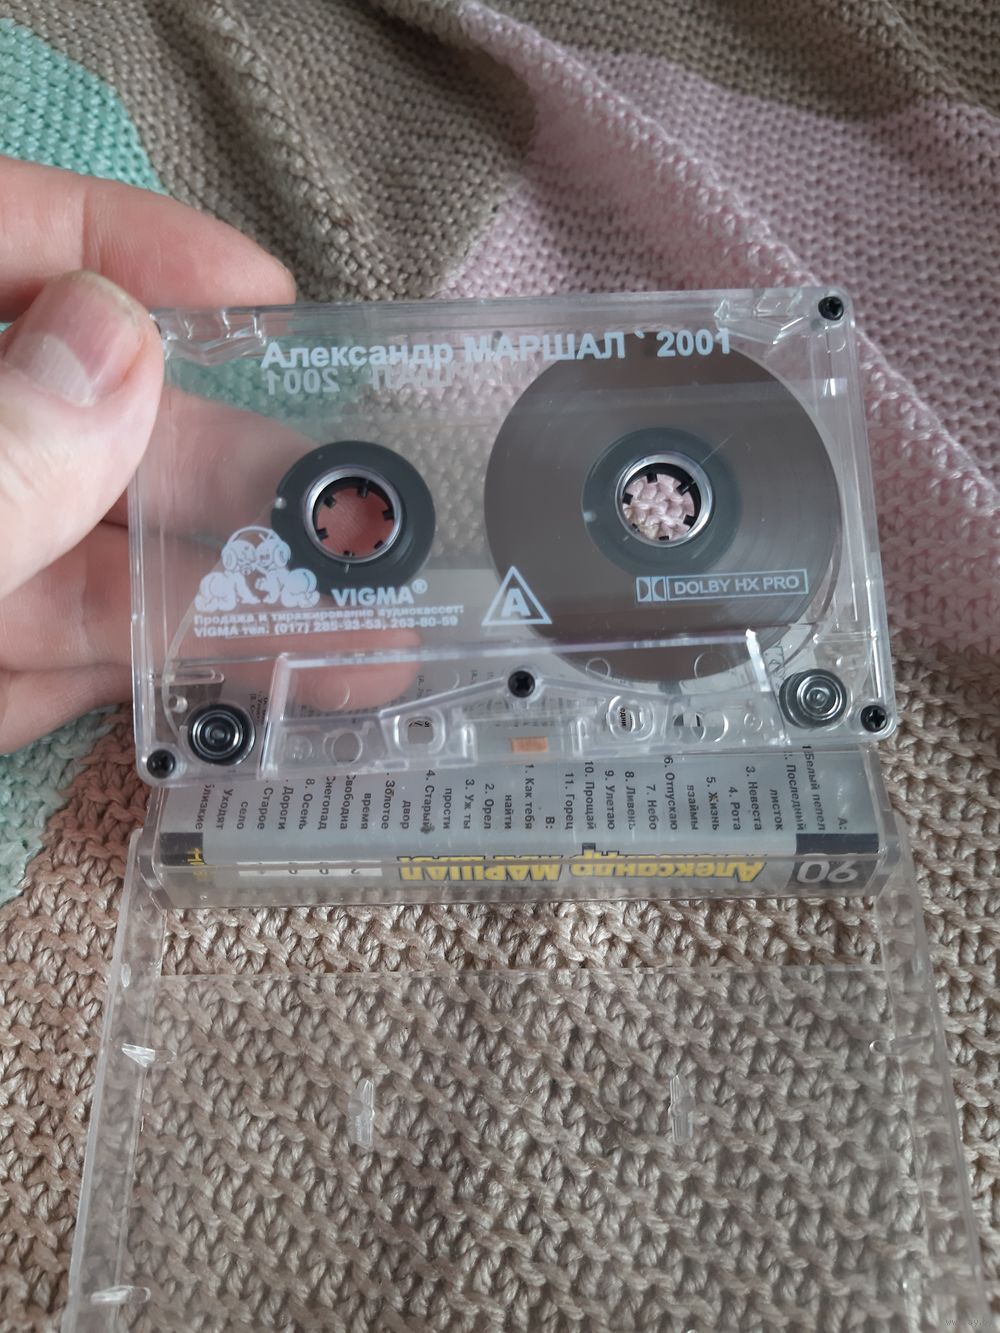 Александр МАРШАЛ ` 2001
VIGMA®
Продажа и тиражирование аудиокассет:
VIGMA тел. (017) 285-93-53, 263-80-59
A
DOLBY HX PRO
А:
1. Белый пепел
2. Последный
листок
3. Невеста
4. Рота
5. Жизнь
взаймы
6. Отпускаю
7. Небо
8. Ливень
9. Улетаю
10. Прощай
11. Горец
В:
1. Как тебя
найти
2. Орел
3. Уж ты
прости
4. Старый
двор
Золотое
время
Свободна
Снегопад
8. Осень
Дороги
Старое
село
Уходят
близкие
90
Александр МАРШАЛ